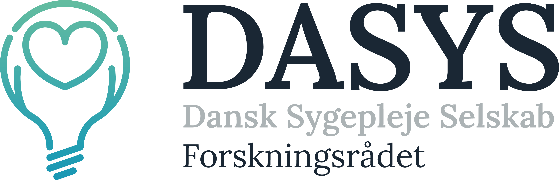 DASYS
Dansk Sygepleje Selskab
Forskningsrådet